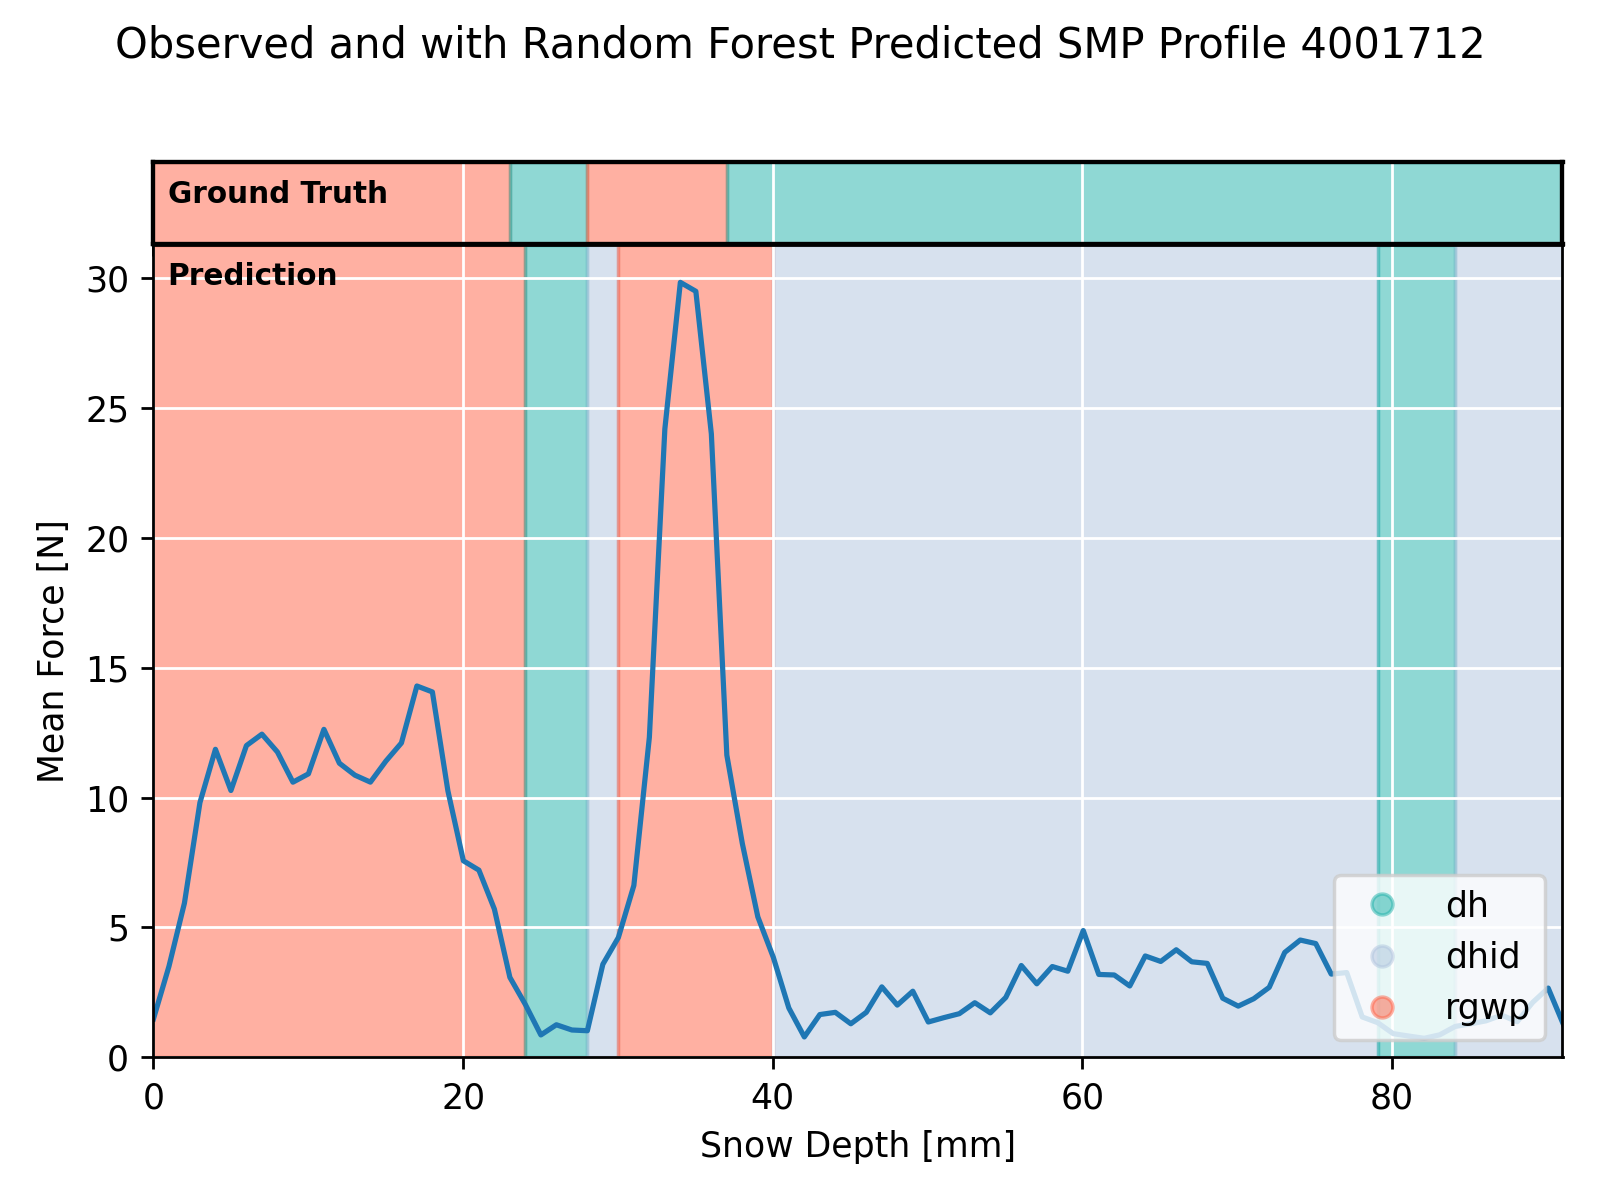 Observed and with Random Forest Predicted SMP Profile 4001712
Ground Truth
Prediction
30
25
20
15
10
5
0
Mean Force [N]
dh
dhid
rgwp
0 20 40 60 80
Snow Depth [mm]